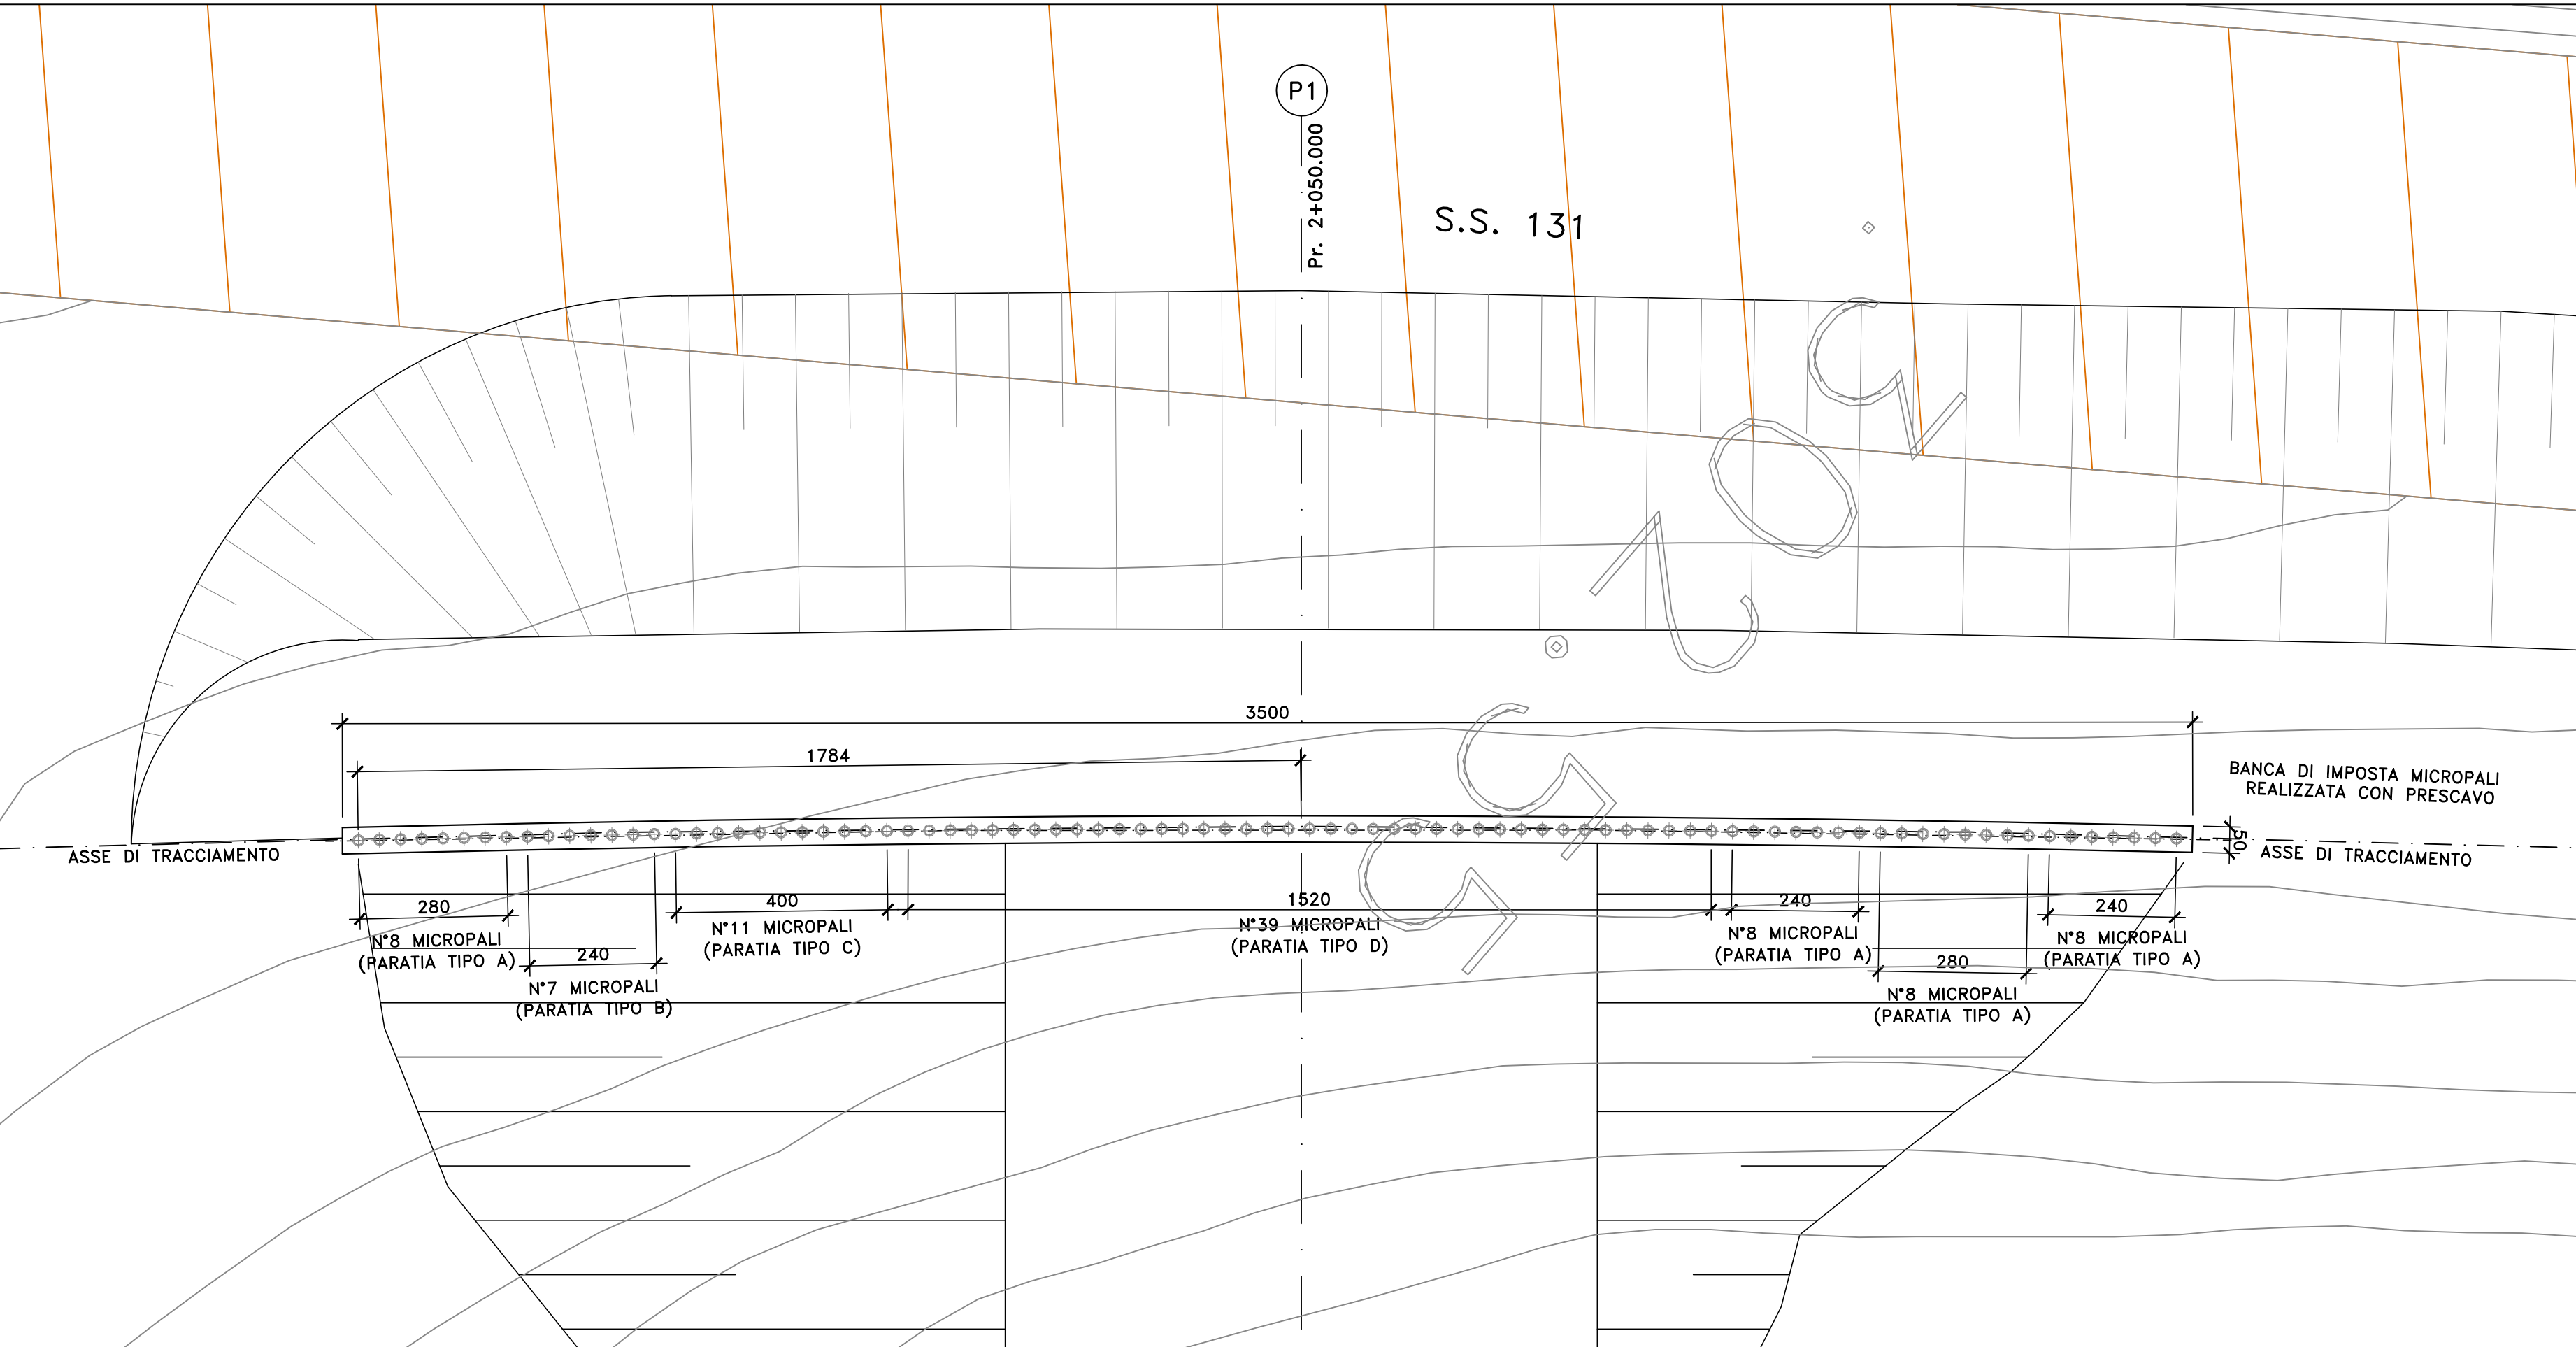 P1
Pr. 2+050.000
S.S. 131
3500
1784
BANCA DI IMPOSTA MICROPALI
REALIZZATA CON PRESCAVO
50
ASSE DI TRACCIAMENTO
ASSE DI TRACCIAMENTO
280
N°8 MICROPALI
(PARATIA TIPO A)
240
N°7 MICROPALI
(PARATIA TIPO B)
400
N°11 MICROPALI
(PARATIA TIPO C)
1520
N°39 MICROPALI
(PARATIA TIPO D)
240
N°8 MICROPALI
(PARATIA TIPO A)
280
N°8 MICROPALI
(PARATIA TIPO A)
240
N°8 MICROPALI
(PARATIA TIPO A)